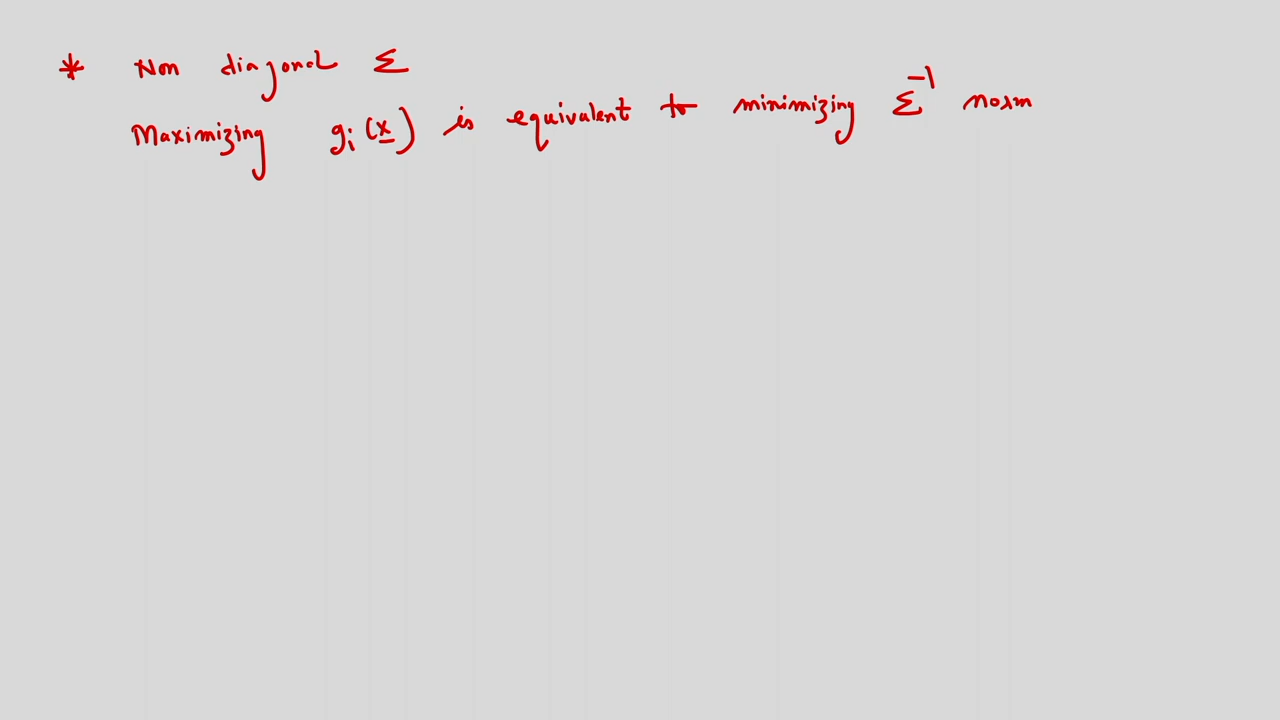 * Non diagonal Σ
Maximizing gᵢ(x̲) is equivalent to minimizing Σ⁻¹ norm